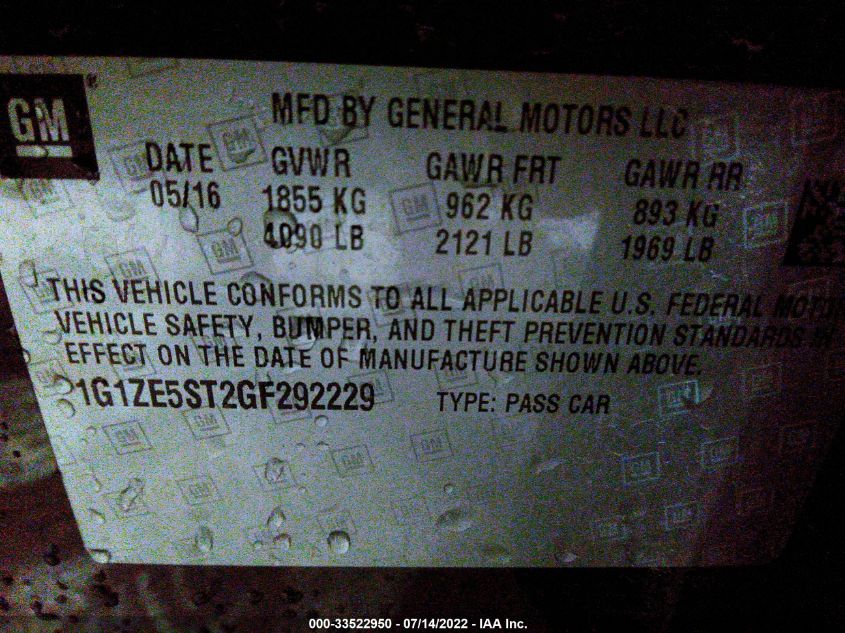 GM
MFD BY GENERAL MOTORS LLC
DATE GVWR GAWR FRT GAWR RR
05/16 1855 KG 962 KG 893 KG
4090 LB 2121 LB 1969 LB
THIS VEHICLE CONFORMS TO ALL APPLICABLE U.S. FEDERAL MOTOR
VEHICLE SAFETY, BUMPER, AND THEFT PREVENTION STANDARDS IN
EFFECT ON THE DATE OF MANUFACTURE SHOWN ABOVE.
1G1ZE5ST2GF292229 TYPE: PASS CAR
000-33522950 - 07/14/2022 - IAA Inc.